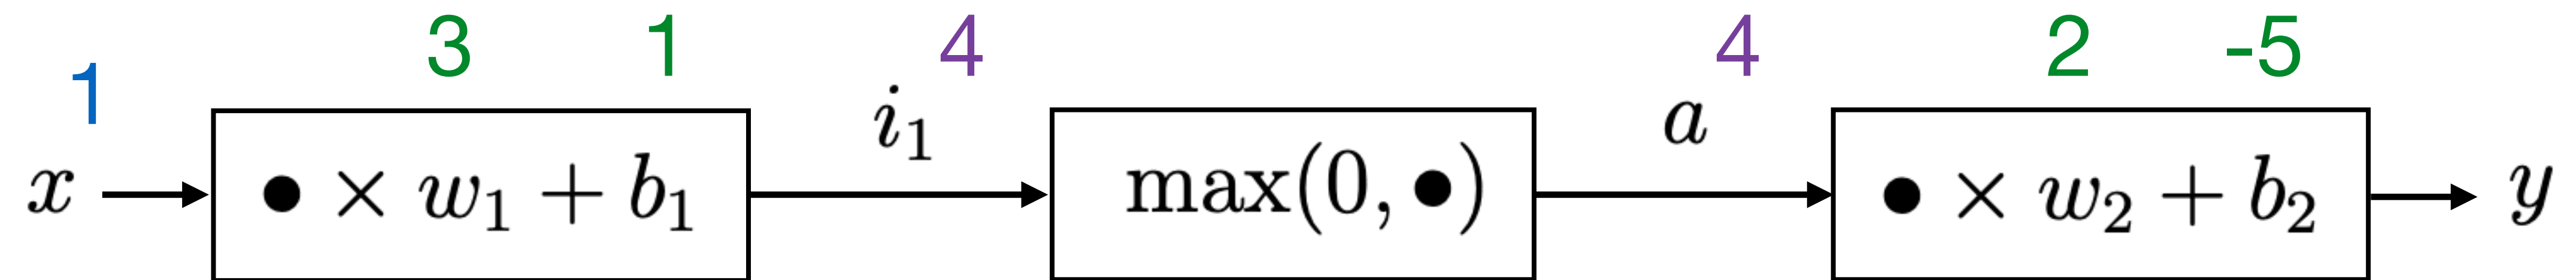 3 1 4 4 2 -5
1
i₁ a
x • × w₁ + b₁ max(0, •) • × w₂ + b₂ y